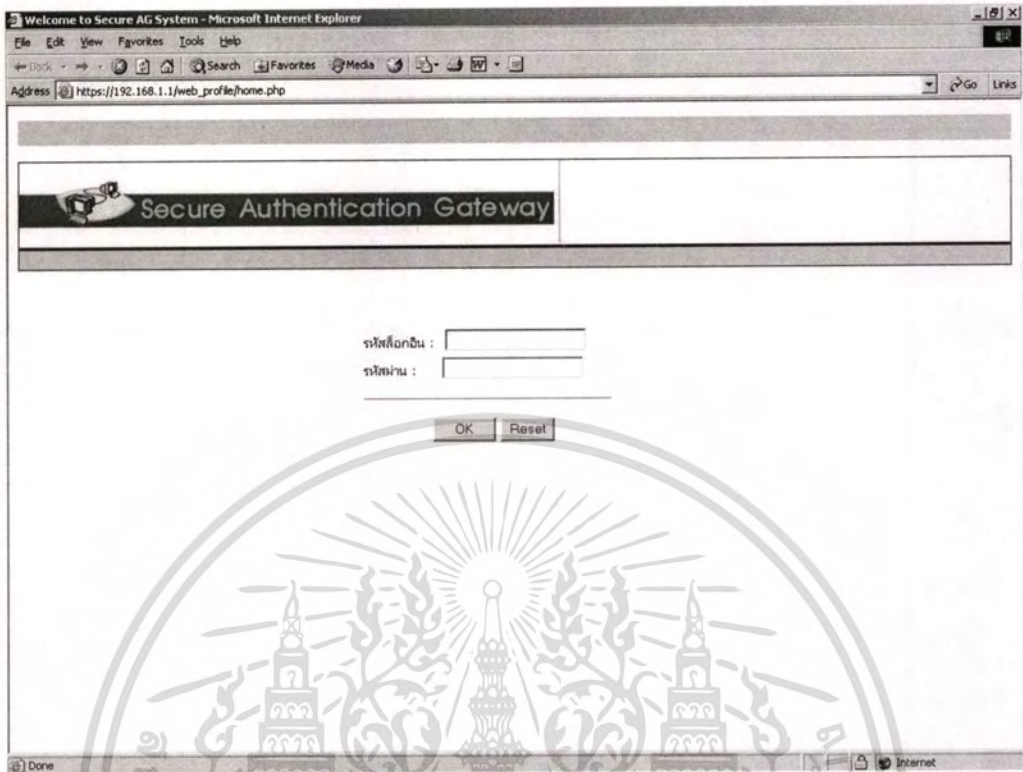 Welcome to Secure AG System - Microsoft Internet Explorer
File Edit View Favorites Tools Help
Back Search Favorites Media
Address https://192.168.1.1/web_profile/home.php Go Links
Secure Authentication Gateway
รหัสล็อกอิน :
รหัสผ่าน :
OK Reset
Done Internet